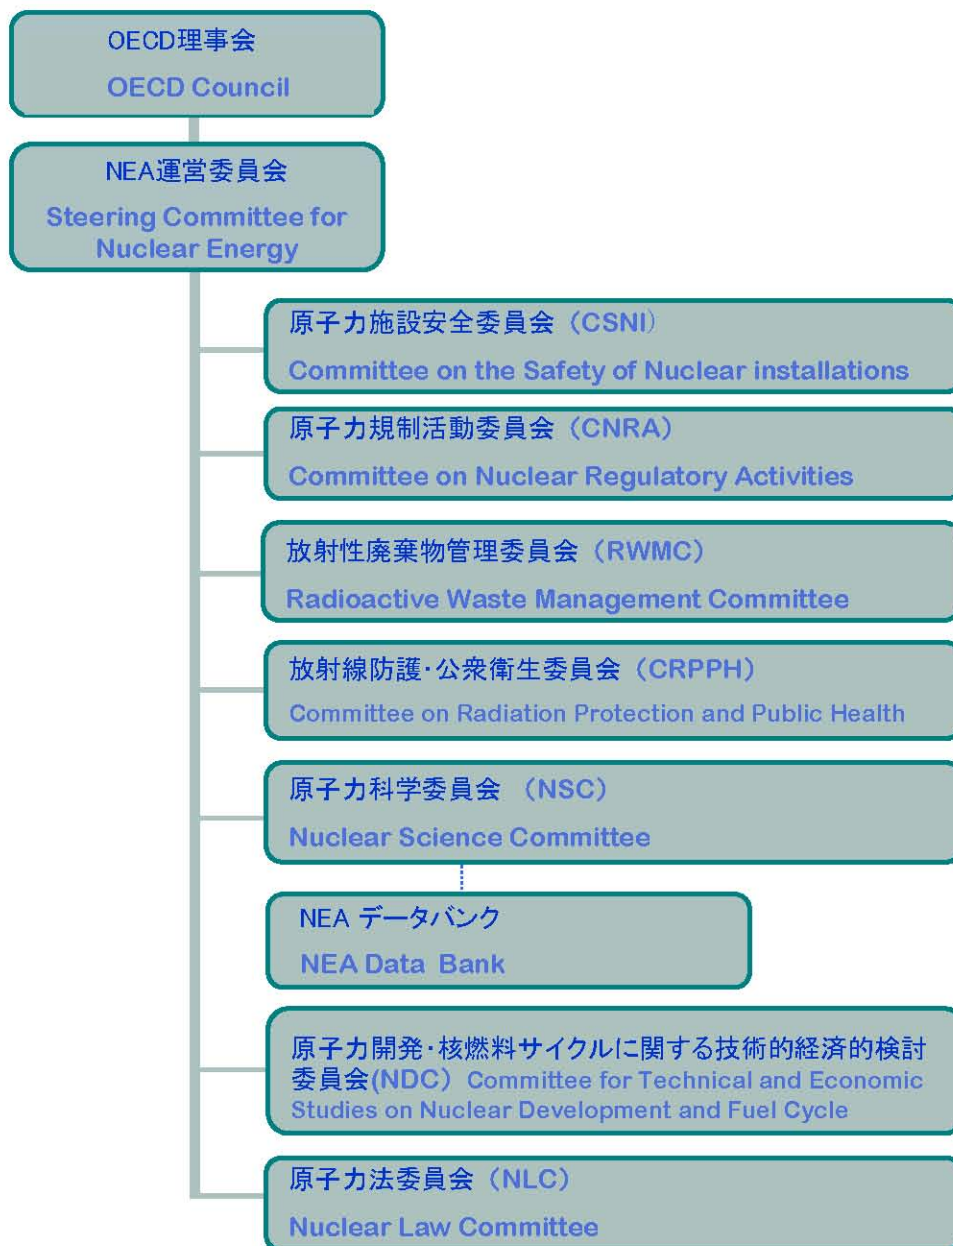 OECD理事会
OECD Council
NEA運営委員会
Steering Committee for
Nuclear Energy
原子力施設安全委員会（CSNI）
Committee on the Safety of Nuclear installations
原子力規制活動委員会（CNRA）
Committee on Nuclear Regulatory Activities
放射性廃棄物管理委員会（RWMC）
Radioactive Waste Management Committee
放射線防護・公衆衛生委員会（CRPPH）
Committee on Radiation Protection and Public Health
原子力科学委員会 （NSC）
Nuclear Science Committee
NEA データバンク
NEA Data Bank
原子力開発・核燃料サイクルに関する技術的経済的検討
委員会(NDC）Committee for Technical and Economic
Studies on Nuclear Development and Fuel Cycle
原子力法委員会（NLC）
Nuclear Law Committee